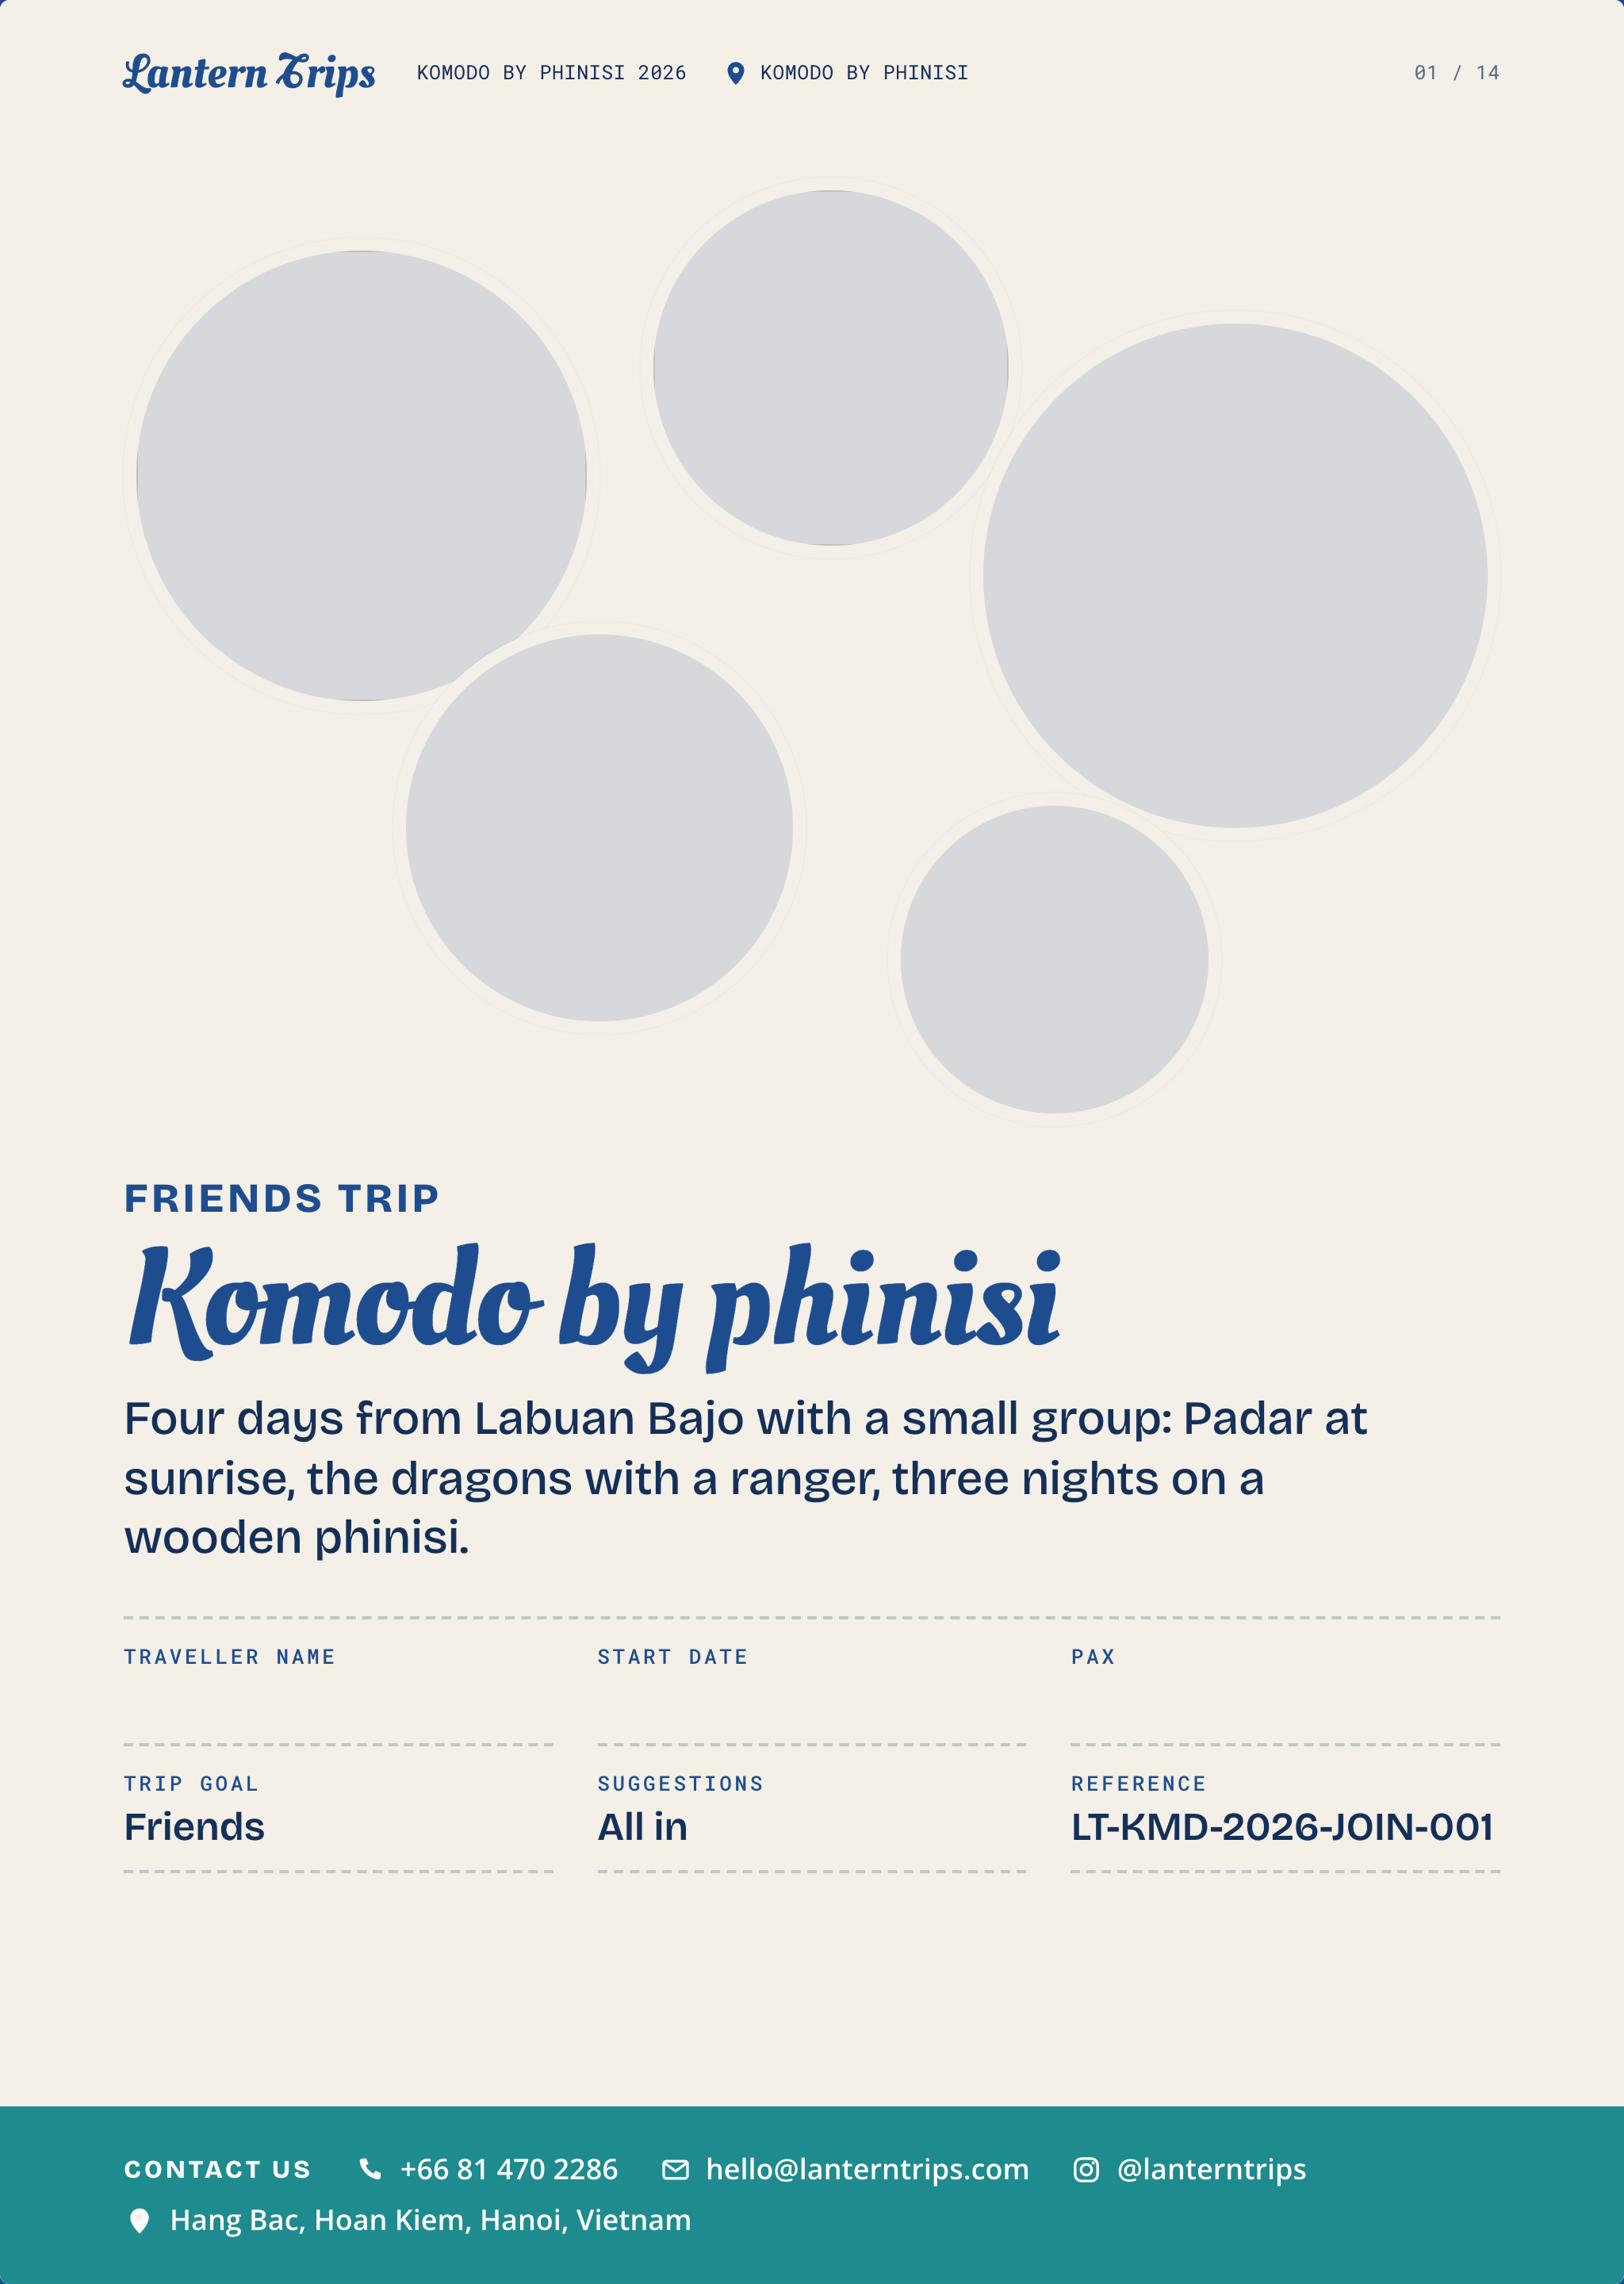 Lantern Trips
KOMODO BY PHINISI 2026
KOMODO BY PHINISI
01 / 14
FRIENDS TRIP
Komodo by phinisi
Four days from Labuan Bajo with a small group: Padar at
sunrise, the dragons with a ranger, three nights on a
wooden phinisi.
TRAVELLER NAME
START DATE
PAX
TRIP GOAL
Friends
SUGGESTIONS
All in
REFERENCE
LT-KMD-2026-JOIN-001
CONTACT US
+66 81 470 2286
hello@lanterntrips.com
@lanterntrips
Hang Bac, Hoan Kiem, Hanoi, Vietnam